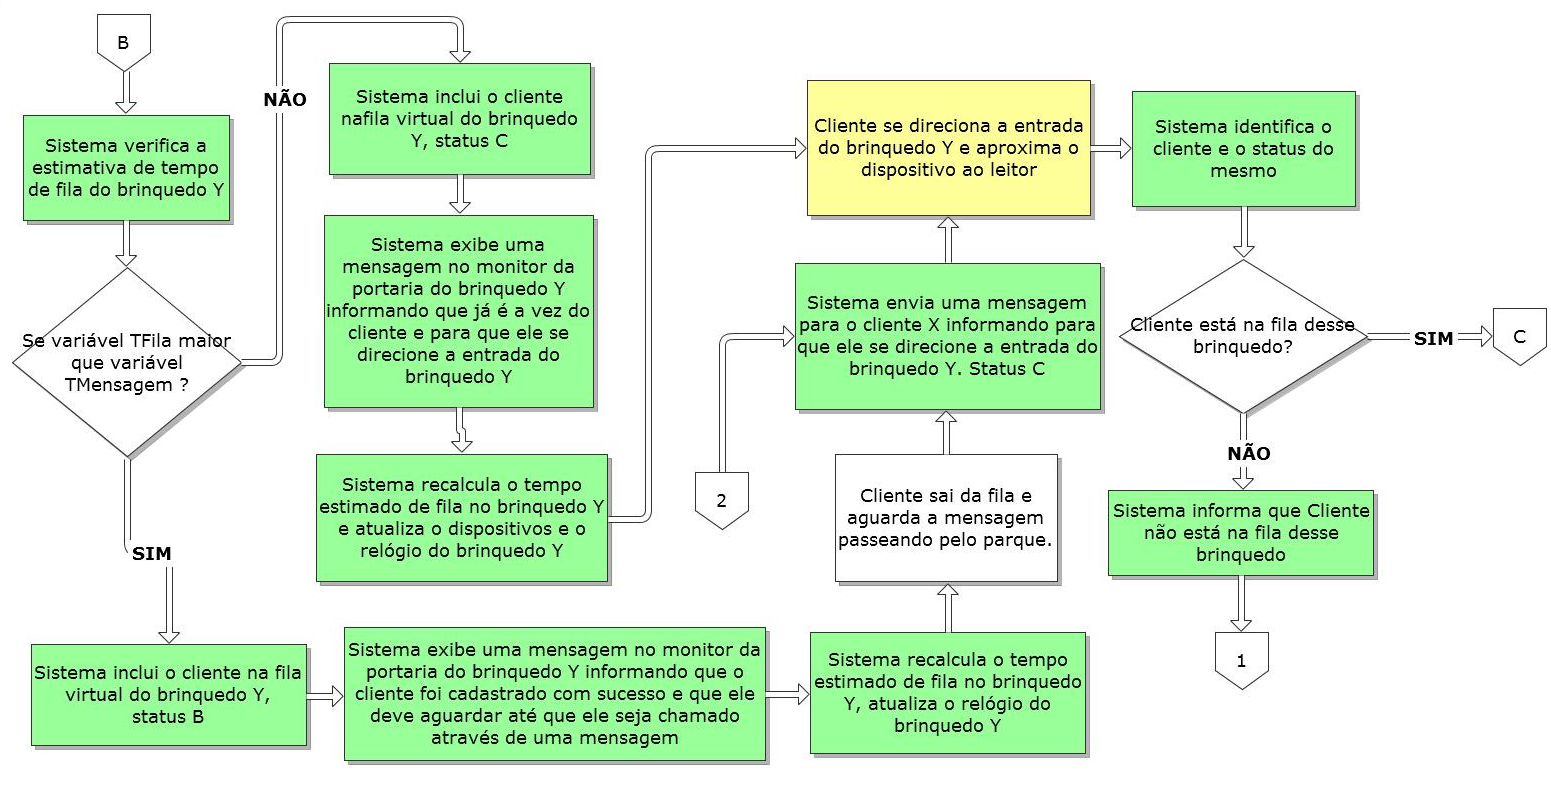 B
Sistema verifica a
estimativa de tempo
de fila do brinquedo Y
Se variável TFila maior
que variável
TMensagem ?
NÃO
SIM
Sistema inclui o cliente
nafila virtual do brinquedo
Y, status C
Sistema exibe uma
mensagem no monitor da
portaria do brinquedo Y
informando que já é a vez do
cliente e para que ele se
direcione a entrada do
brinquedo Y
Sistema recalcula o tempo
estimado de fila no brinquedo Y
e atualiza o dispositivos e o
relógio do brinquedo Y
Sistema inclui o cliente na fila
virtual do brinquedo Y,
status B
Sistema exibe uma mensagem no monitor da
portaria do brinquedo Y informando que o
cliente foi cadastrado com sucesso e que ele
deve aguardar até que ele seja chamado
através de uma mensagem
Sistema recalcula o tempo
estimado de fila no brinquedo
Y, atualiza o relógio do
brinquedo Y
Cliente sai da fila e
aguarda a mensagem
passeando pelo parque.
2
Sistema envia uma mensagem
para o cliente X informando para
que ele se direcione a entrada do
brinquedo Y. Status C
Cliente se direciona a entrada
do brinquedo Y e aproxima o
dispositivo ao leitor
Sistema identifica o
cliente e o status do
mesmo
Cliente está na fila desse
brinquedo?
SIM
C
NÃO
Sistema informa que Cliente
não está na fila desse
brinquedo
1